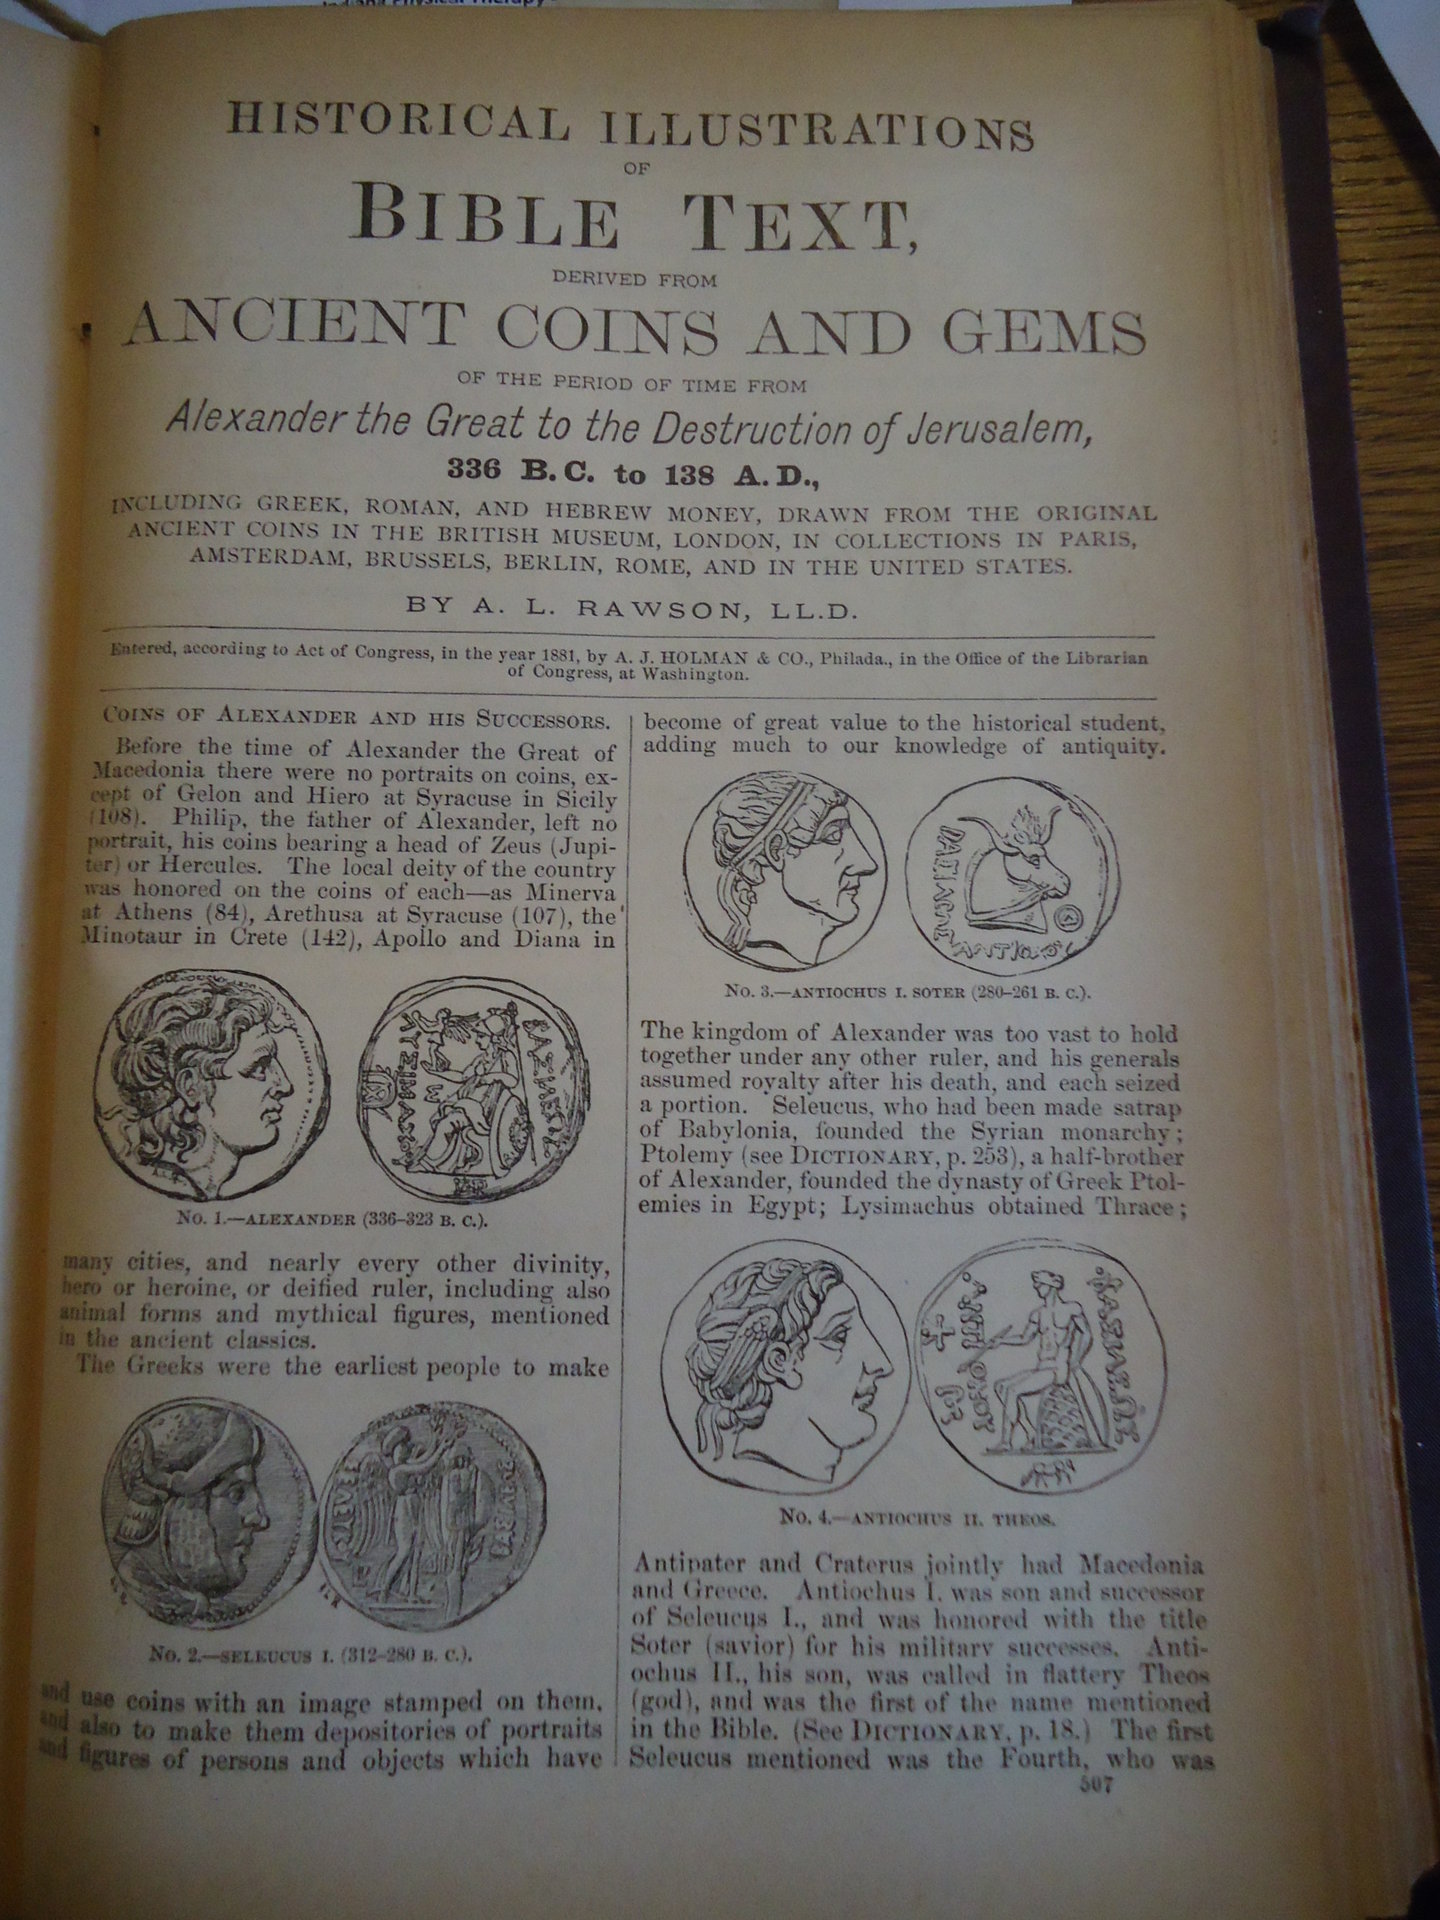 Indiana Physical Therapy
HISTORICAL ILLUSTRATIONS
OF
BIBLE TEXT,
DERIVED FROM
ANCIENT COINS AND GEMS
OF THE PERIOD OF TIME FROM
Alexander the Great to the Destruction of Jerusalem,
336 B.C. to 138 A.D.,
INCLUDING GREEK, ROMAN, AND HEBREW MONEY, DRAWN FROM THE ORIGINAL
ANCIENT COINS IN THE BRITISH MUSEUM, LONDON, IN COLLECTIONS IN PARIS,
AMSTERDAM, BRUSSELS, BERLIN, ROME, AND IN THE UNITED STATES.
BY A. L. RAWSON, LL.D.
Entered, according to Act of Congress, in the year 1881, by A. J. HOLMAN & CO., Philada., in the Office of the Librarian
of Congress, at Washington.
COINS OF ALEXANDER AND HIS SUCCESSORS.
Before the time of Alexander the Great of
Macedonia there were no portraits on coins, ex-
cept of Gelon and Hiero at Syracuse in Sicily
(108). Philip, the father of Alexander, left no
portrait, his coins bearing a head of Zeus (Jupi-
ter) or Hercules. The local deity of the country
was honored on the coins of each—as Minerva
at Athens (84), Arethusa at Syracuse (107), the
Minotaur in Crete (142), Apollo and Diana in
No. 1.—ALEXANDER (336–323 B. C.).
many cities, and nearly every other divinity,
hero or heroine, or deified ruler, including also
animal forms and mythical figures, mentioned
in the ancient classics.
The Greeks were the earliest people to make
No. 2.—SELEUCUS I. (312–280 B. C.).
and use coins with an image stamped on them,
and also to make them depositories of portraits
and figures of persons and objects which have
become of great value to the historical student,
adding much to our knowledge of antiquity.
No. 3.—ANTIOCHUS I. SOTER (280–261 B. C.).
The kingdom of Alexander was too vast to hold
together under any other ruler, and his generals
assumed royalty after his death, and each seized
a portion. Seleucus, who had been made satrap
of Babylonia, founded the Syrian monarchy;
Ptolemy (see DICTIONARY, p. 253), a half-brother
of Alexander, founded the dynasty of Greek Ptol-
emies in Egypt; Lysimachus obtained Thrace;
No. 4.—ANTIOCHUS II. THEOS.
Antipater and Craterus jointly had Macedonia
and Greece. Antiochus I. was son and successor
of Seleucus I., and was honored with the title
Soter (savior) for his military successes. Anti-
ochus II., his son, was called in flattery Theos
(god), and was the first of the name mentioned
in the Bible. (See DICTIONARY, p. 18.) The first
Seleucus mentioned was the Fourth, who was
507